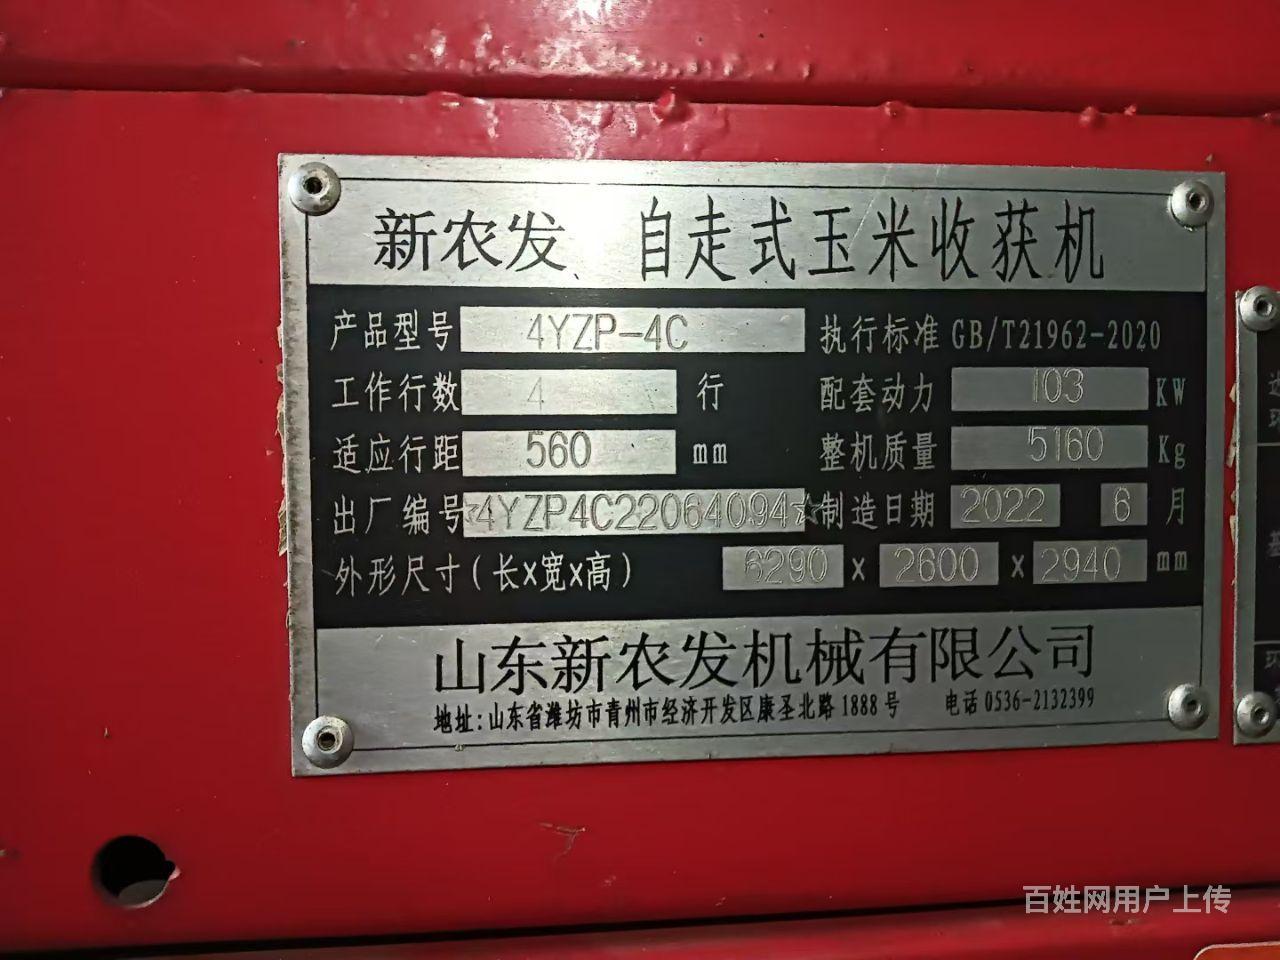 新农发 自走式玉米收获机
产品型号 4YZP-4C 执行标准 GB/T21962-2020
工作行数 4 行 配套动力 103 KW
适应行距 560 mm 整机质量 5160 Kg
出厂编号 ☆4YZP4C22064094☆ 制造日期 2022 6 月
外形尺寸(长x宽x高) 6290 x 2600 x 2940 mm
山东新农发机械有限公司
地址:山东省潍坊市青州市经济开发区康圣北路1888号 电话 0536-2132399
百姓网用户上传